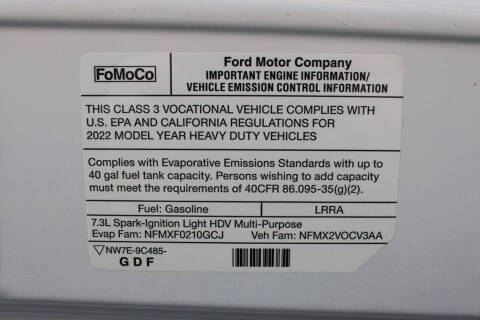 FoMoCo
Ford Motor Company
IMPORTANT ENGINE INFORMATION/
VEHICLE EMISSION CONTROL INFORMATION
THIS CLASS 3 VOCATIONAL VEHICLE COMPLIES WITH
U.S. EPA AND CALIFORNIA REGULATIONS FOR
2022 MODEL YEAR HEAVY DUTY VEHICLES
Complies with Evaporative Emissions Standards with up to
40 gal fuel tank capacity. Persons wishing to add capacity
must meet the requirements of 40CFR 86.095-35(g)(2).
Fuel: Gasoline LRRA
7.3L Spark-Ignition Light HDV Multi-Purpose
Evap Fam: NFMXF0210GCJ Veh Fam: NFMX2VOCV3AA
NW7E-9C485-
GDF